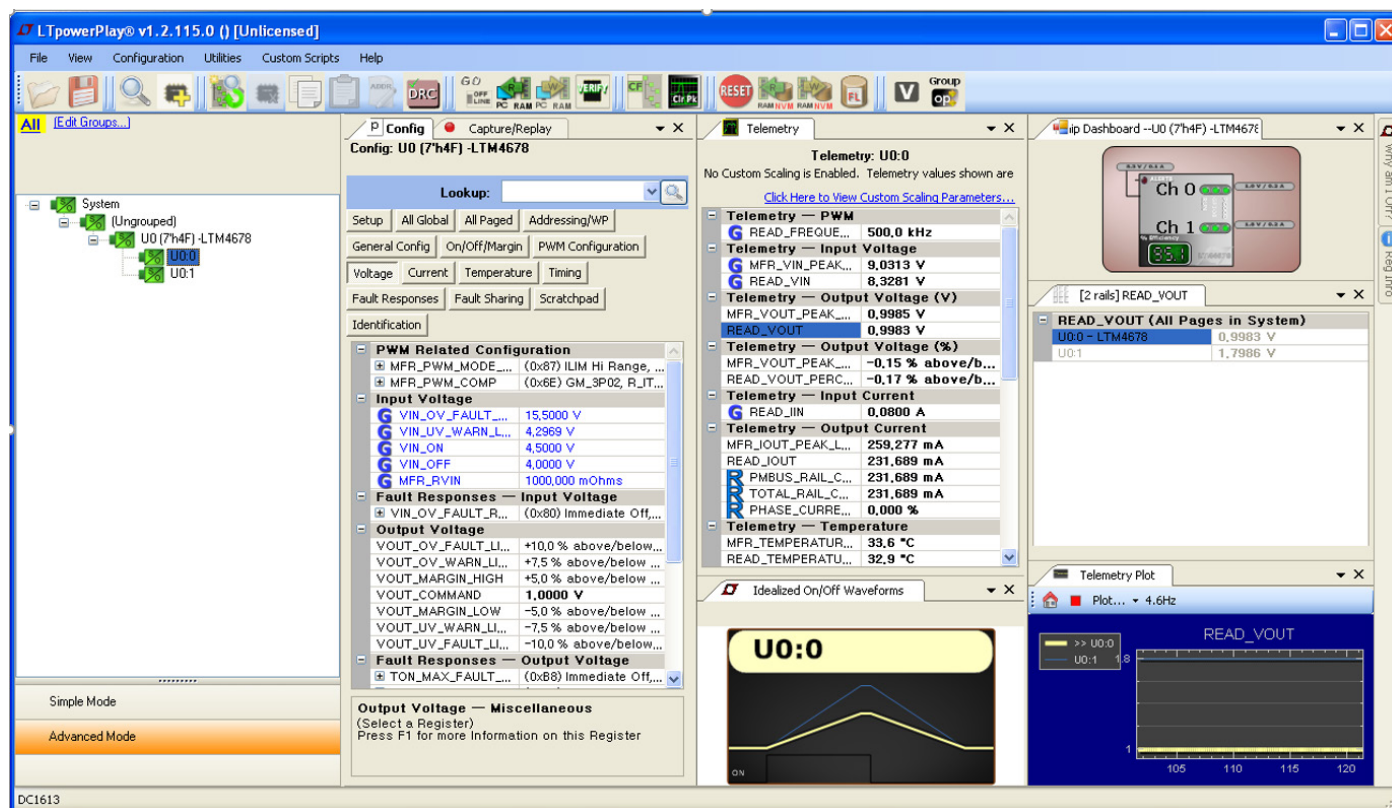 LTpowerPlay® v1.2.115.0 () [Unlicensed]
File View Configuration Utilities Custom Scripts Help
DRC
GO OFF LINE
PC RAM
PC RAM
VERIFY
CF
Clr Pk
RESET
RAM NVM
RAM NVM
FL
V
Group
op
All [Edit Groups...]
System
(Ungrouped)
U0 (7'h4F) -LTM4678
U0:0
U0:1
Simple Mode
Advanced Mode
DC1613
Config Capture/Replay
Config: U0 (7'h4F) -LTM4678
Lookup:
Setup All Global All Paged Addressing/WP
General Config On/Off/Margin PWM Configuration
Voltage Current Temperature Timing
Fault Responses Fault Sharing Scratchpad
Identification
PWM Related Configuration
MFR_PWM_MODE_... (0x87) ILIM Hi Range, ...
MFR_PWM_COMP (0x6E) GM_3P02, R_IT...
Input Voltage
G VIN_OV_FAULT_... 15,5000 V
G VIN_UV_WARN_L... 4,2969 V
G VIN_ON 4,5000 V
G VIN_OFF 4,0000 V
G MFR_RVIN 1000,000 mOhms
Fault Responses — Input Voltage
VIN_OV_FAULT_R... (0x80) Immediate Off,...
Output Voltage
VOUT_OV_FAULT_LI... +10,0 % above/below...
VOUT_OV_WARN_LI... +7,5 % above/below ...
VOUT_MARGIN_HIGH +5,0 % above/below ...
VOUT_COMMAND 1,0000 V
VOUT_MARGIN_LOW -5,0 % above/below ...
VOUT_UV_WARN_LI... -7,5 % above/below ...
VOUT_UV_FAULT_LI... -10,0 % above/below...
Fault Responses — Output Voltage
TON_MAX_FAULT_... (0xB8) Immediate Off,...
Output Voltage — Miscellaneous
(Select a Register)
Press F1 for more Information on this Register
Telemetry
Telemetry: U0:0
No Custom Scaling is Enabled. Telemetry values shown are
Click Here to View Custom Scaling Parameters...
Telemetry — PWM
G READ_FREQUE... 500,0 kHz
Telemetry — Input Voltage
G MFR_VIN_PEAK... 9,0313 V
G READ_VIN 8,3281 V
Telemetry — Output Voltage (V)
MFR_VOUT_PEAK_... 0,9985 V
READ_VOUT 0,9983 V
Telemetry — Output Voltage (%)
MFR_VOUT_PEAK_... -0,15 % above/b...
READ_VOUT_PERC... -0,17 % above/b...
Telemetry — Input Current
G READ_IIN 0,0800 A
Telemetry — Output Current
MFR_IOUT_PEAK_L... 259,277 mA
READ_IOUT 231,689 mA
R PMBUS_RAIL_C... 231,689 mA
R TOTAL_RAIL_C... 231,689 mA
R PHASE_CURRE... 0,000 %
Telemetry — Temperature
MFR_TEMPERATUR... 33,6 °C
READ_TEMPERATU... 32,9 °C
Idealized On/Off Waveforms
U0:0
ON
ip Dashboard --U0 (7'h4F) -LTM4678
Ch 0
Ch 1
Efficiency
[2 rails] READ_VOUT
READ_VOUT (All Pages in System)
U0:0 - LTM4678 0,9983 V
U0:1 1,7986 V
Telemetry Plot
Plot... 4.6Hz
READ_VOUT
>> U0:0
U0:1
1,8
1
105 110 115 120
Why am I Off?
Reg Info